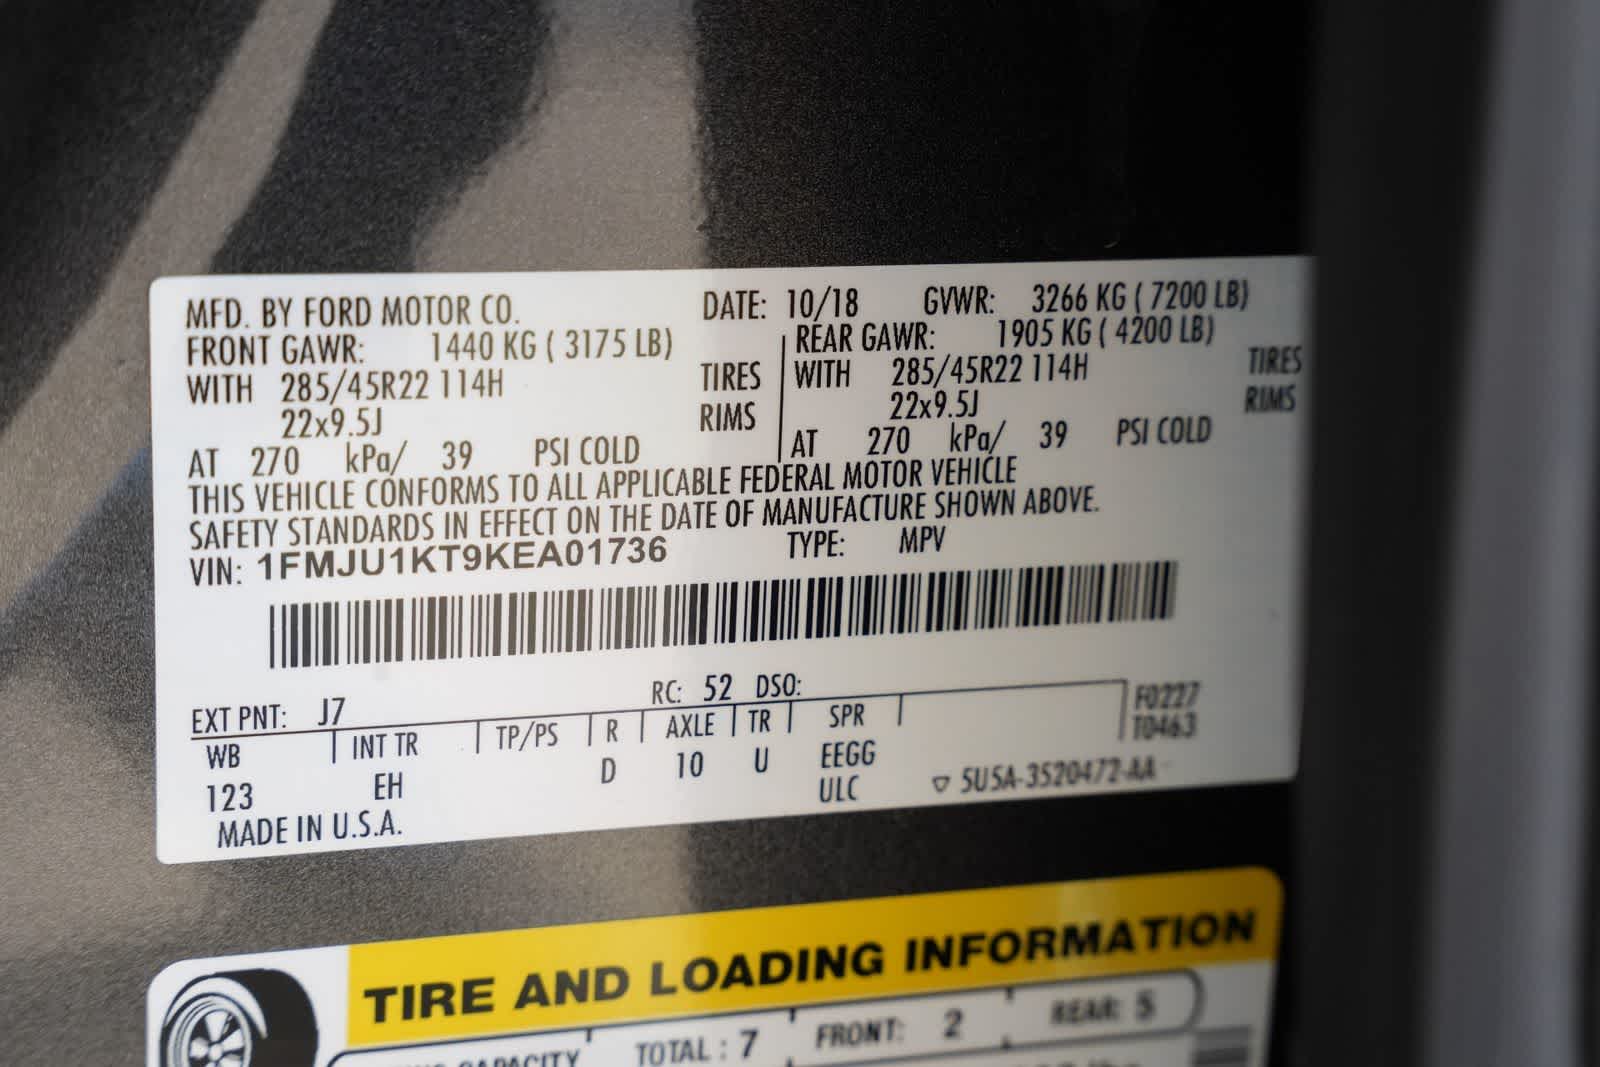 MFD. BY FORD MOTOR CO. DATE: 10/18 GVWR: 3266 KG ( 7200 LB)
FRONT GAWR: 1440 KG ( 3175 LB) REAR GAWR: 1905 KG ( 4200 LB)
WITH 285/45R22 114H TIRES WITH 285/45R22 114H TIRES
22x9.5J RIMS 22x9.5J RIMS
AT 270 kPa/ 39 PSI COLD AT 270 kPa/ 39 PSI COLD
THIS VEHICLE CONFORMS TO ALL APPLICABLE FEDERAL MOTOR VEHICLE
SAFETY STANDARDS IN EFFECT ON THE DATE OF MANUFACTURE SHOWN ABOVE.
VIN: 1FMJU1KT9KEA01736 TYPE: MPV
EXT PNT: J7 RC: 52 DSO: F0227
WB INT TR TP/PS R AXLE TR SPR T0463
123 EH D 10 U EEGG
ULC ▽ 5U5A-3520472-AA
MADE IN U.S.A.
TIRE AND LOADING INFORMATION
CAPACITY TOTAL : 7 FRONT: 2 REAR: 5